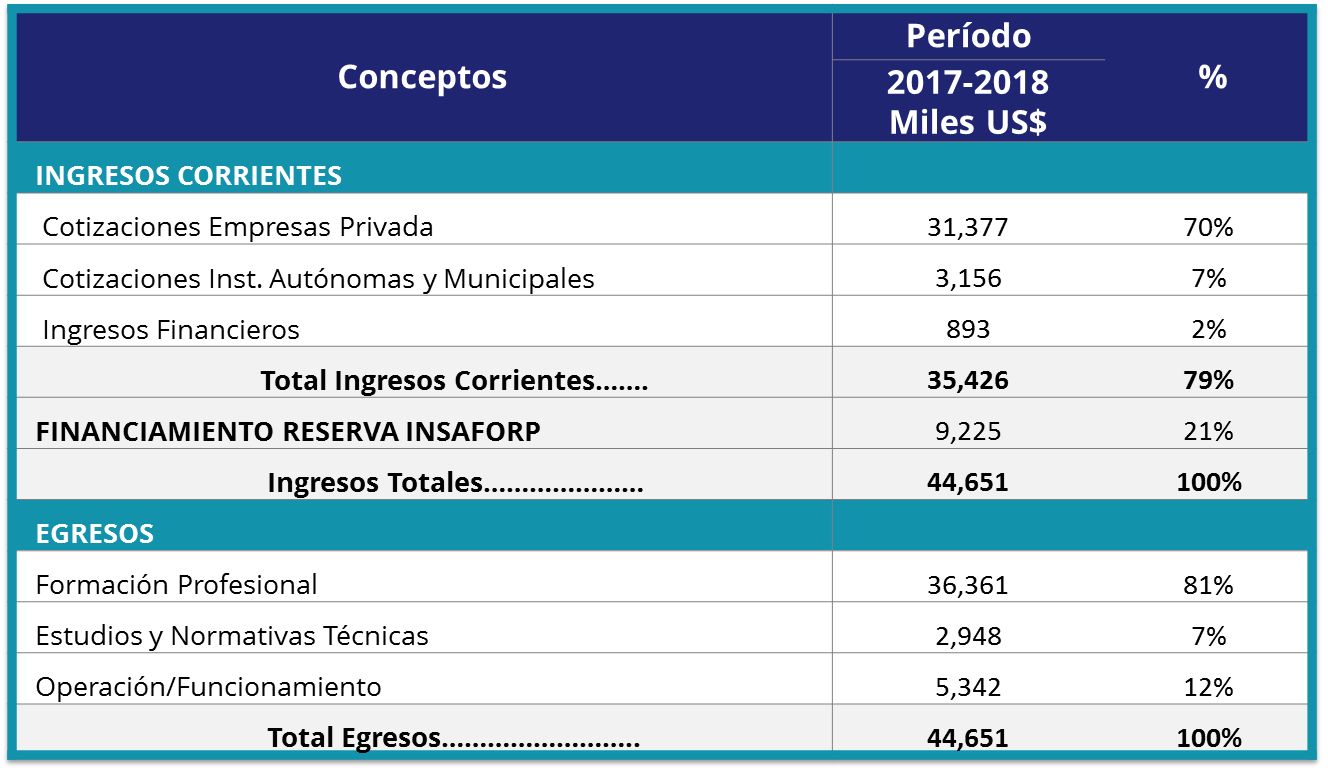 Conceptos Período %
2017-2018
Miles US$
INGRESOS CORRIENTES
Cotizaciones Empresas Privada 31,377 70%
Cotizaciones Inst. Autónomas y Municipales 3,156 7%
Ingresos Financieros 893 2%
Total Ingresos Corrientes....... 35,426 79%
FINANCIAMIENTO RESERVA INSAFORP 9,225 21%
Ingresos Totales..................... 44,651 100%
EGRESOS
Formación Profesional 36,361 81%
Estudios y Normativas Técnicas 2,948 7%
Operación/Funcionamiento 5,342 12%
Total Egresos.......................... 44,651 100%